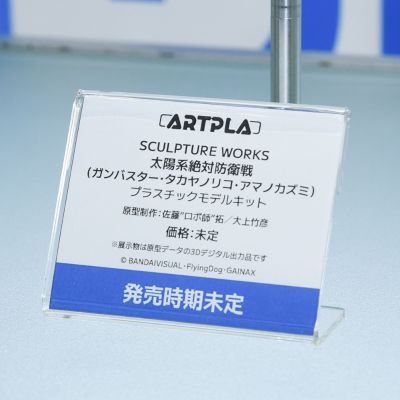 ARTPLA
SCULPTURE WORKS
太陽系絶対防衛戦
(ガンバスター・タカヤノリコ・アマノカズミ)
プラスチックモデルキット
原型制作：佐藤“ロボ師”拓／大上竹彦
価格：未定
※展示物は原型データの3Dデジタル出力品です
© BANDAIVISUAL・FlyingDog・GAINAX
発売時期未定